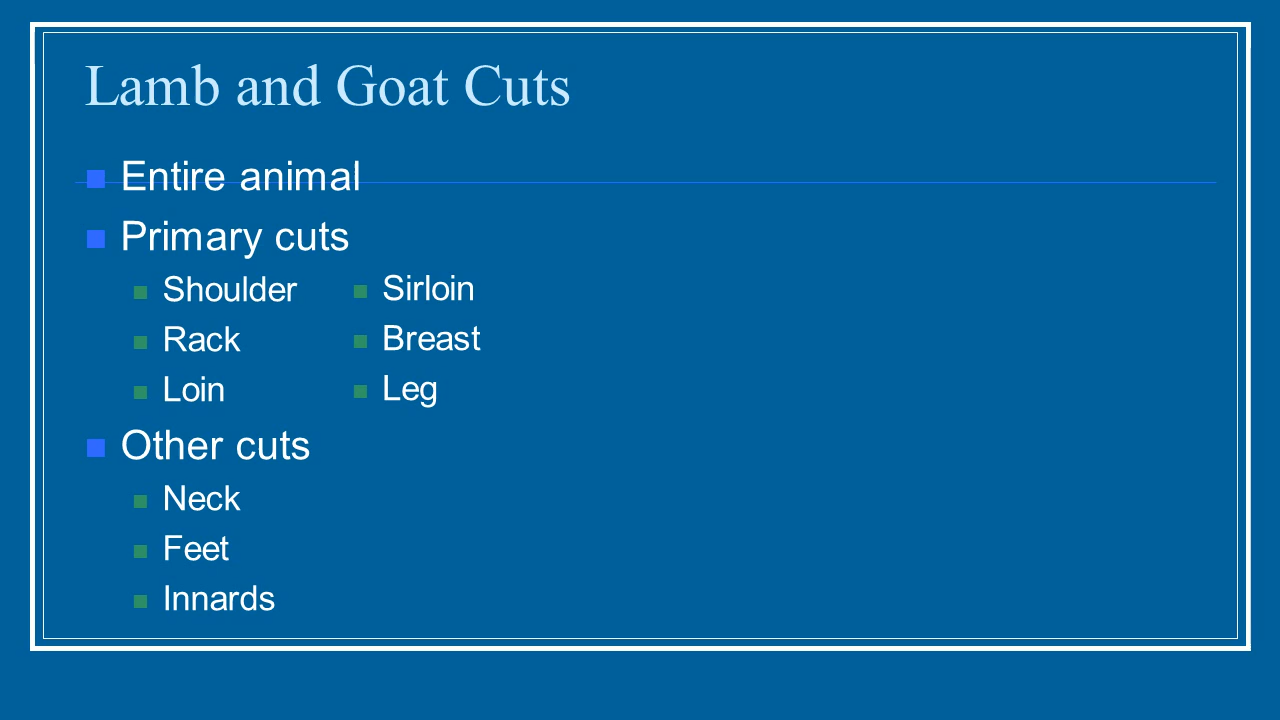 Lamb and Goat Cuts
Entire animal
Primary cuts
Shoulder
Rack
Loin
Sirloin
Breast
Leg
Other cuts
Neck
Feet
Innards